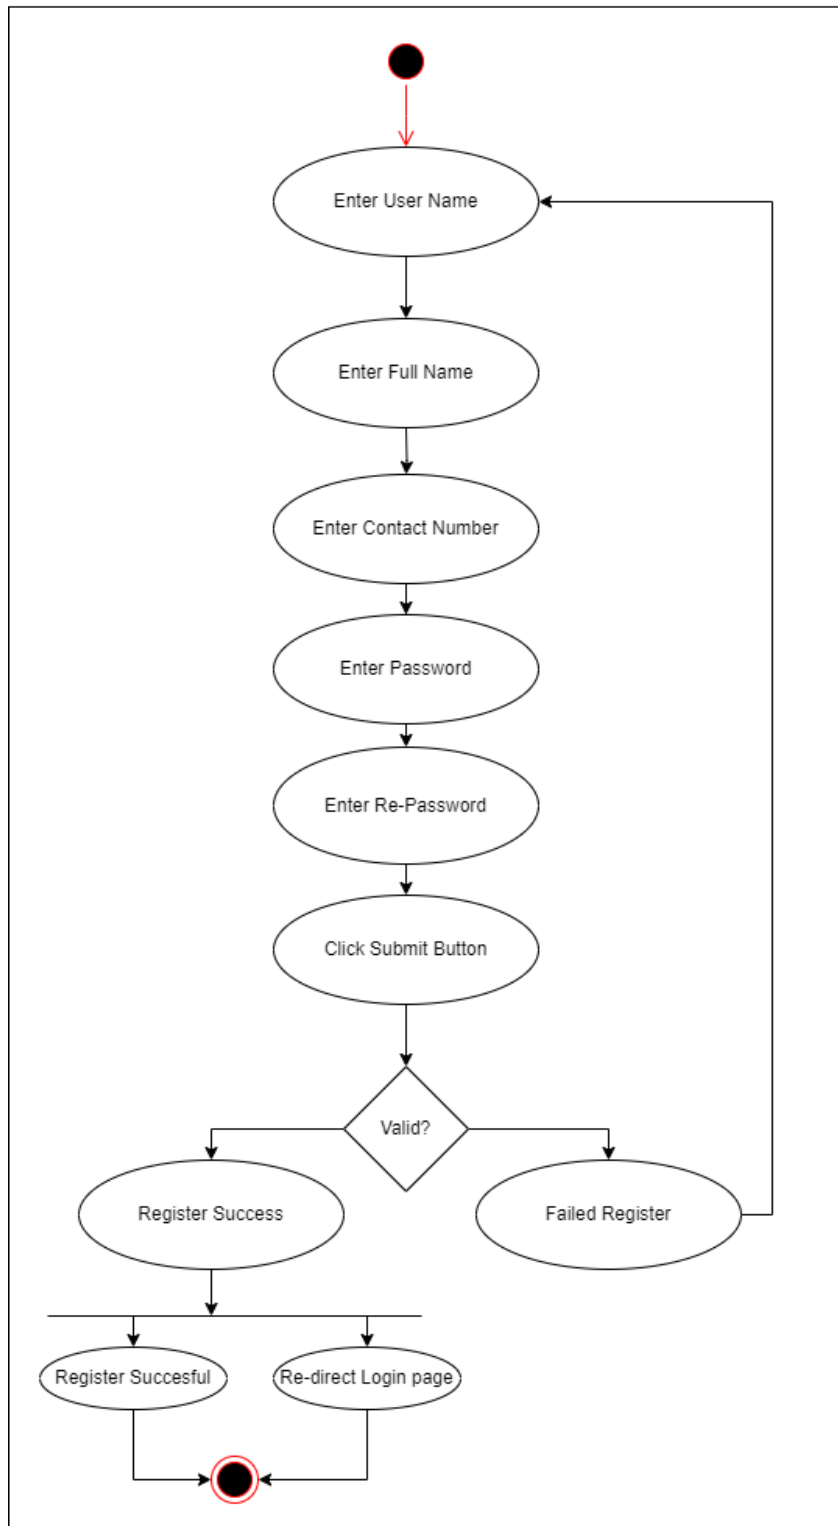 Enter User Name
Enter Full Name
Enter Contact Number
Enter Password
Enter Re-Password
Click Submit Button
Valid?
Register Success
Failed Register
Register Succesful
Re-direct Login page